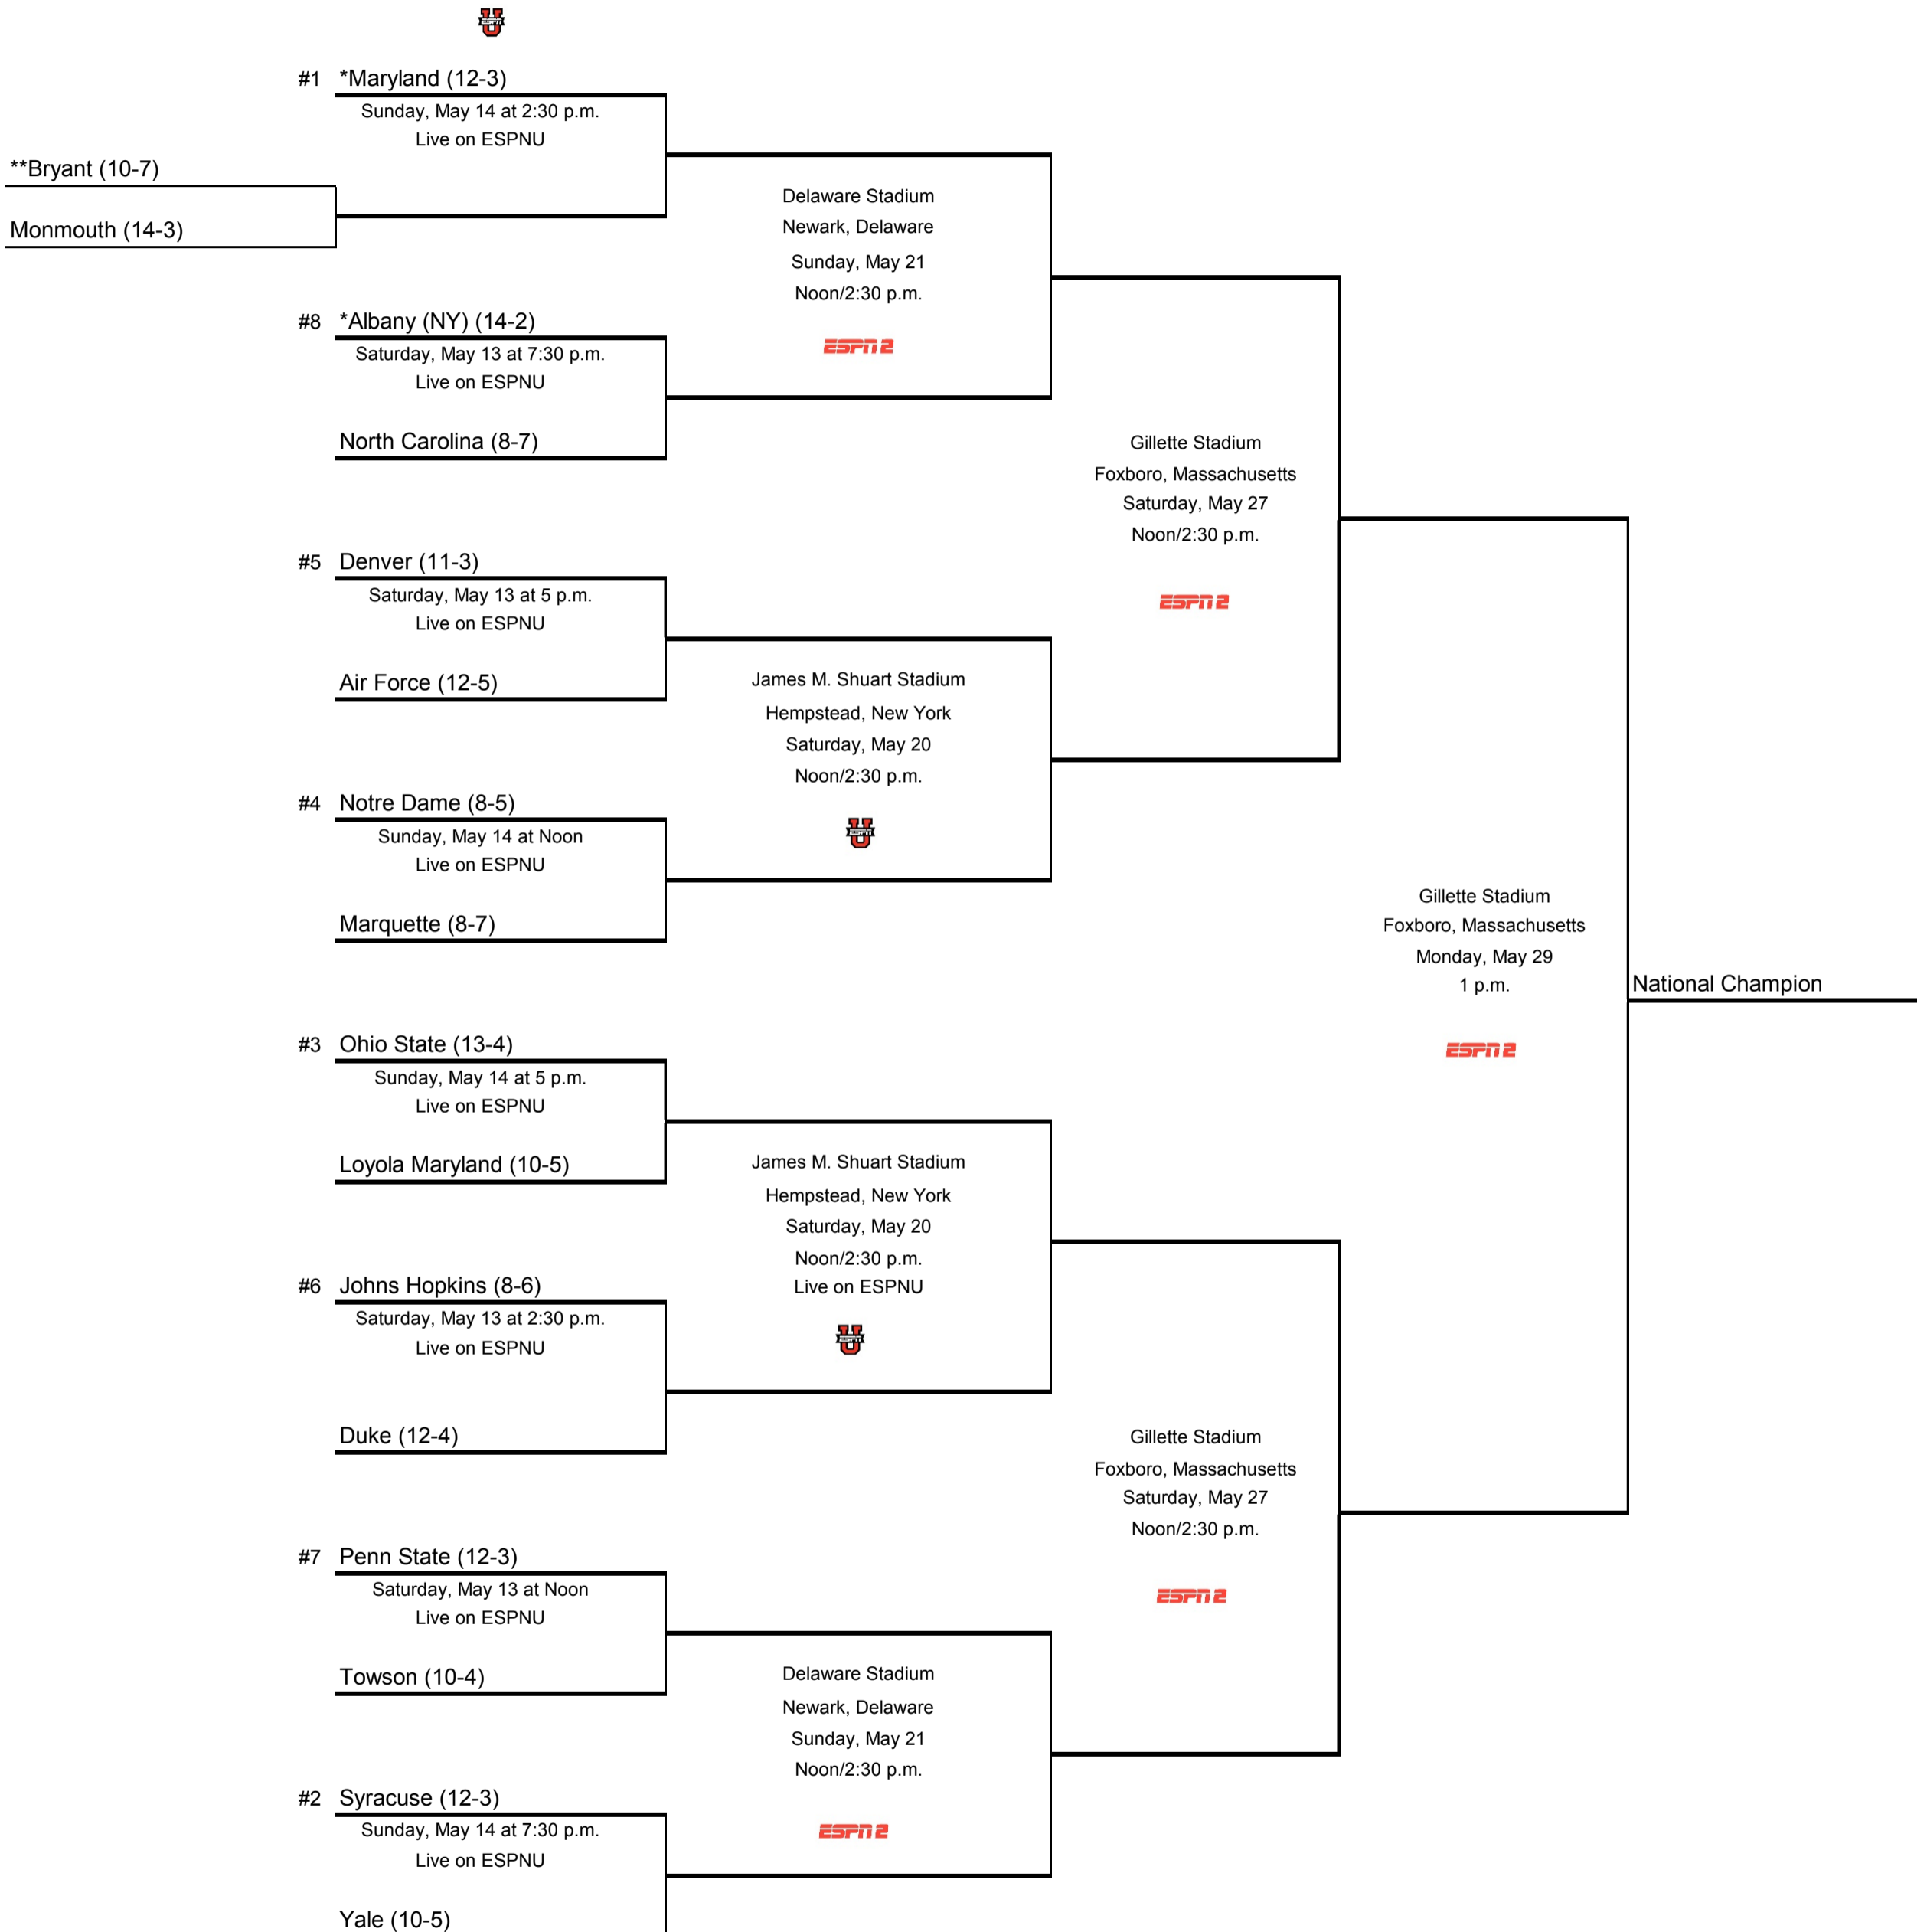 #1 *Maryland (12-3)
Sunday, May 14 at 2:30 p.m.
Live on ESPNU
**Bryant (10-7)
Monmouth (14-3)
Delaware Stadium
Newark, Delaware
Sunday, May 21
Noon/2:30 p.m.
ESPN2
#8 *Albany (NY) (14-2)
Saturday, May 13 at 7:30 p.m.
Live on ESPNU
North Carolina (8-7)
Gillette Stadium
Foxboro, Massachusetts
Saturday, May 27
Noon/2:30 p.m.
ESPN2
#5 Denver (11-3)
Saturday, May 13 at 5 p.m.
Live on ESPNU
Air Force (12-5)
James M. Shuart Stadium
Hempstead, New York
Saturday, May 20
Noon/2:30 p.m.
U
#4 Notre Dame (8-5)
Sunday, May 14 at Noon
Live on ESPNU
Marquette (8-7)
Gillette Stadium
Foxboro, Massachusetts
Monday, May 29
1 p.m.
ESPN2
National Champion
#3 Ohio State (13-4)
Sunday, May 14 at 5 p.m.
Live on ESPNU
Loyola Maryland (10-5)
James M. Shuart Stadium
Hempstead, New York
Saturday, May 20
Noon/2:30 p.m.
Live on ESPNU
U
#6 Johns Hopkins (8-6)
Saturday, May 13 at 2:30 p.m.
Live on ESPNU
Duke (12-4)
Gillette Stadium
Foxboro, Massachusetts
Saturday, May 27
Noon/2:30 p.m.
ESPN2
#7 Penn State (12-3)
Saturday, May 13 at Noon
Live on ESPNU
Towson (10-4)
Delaware Stadium
Newark, Delaware
Sunday, May 21
Noon/2:30 p.m.
ESPN2
#2 Syracuse (12-3)
Sunday, May 14 at 7:30 p.m.
Live on ESPNU
Yale (10-5)